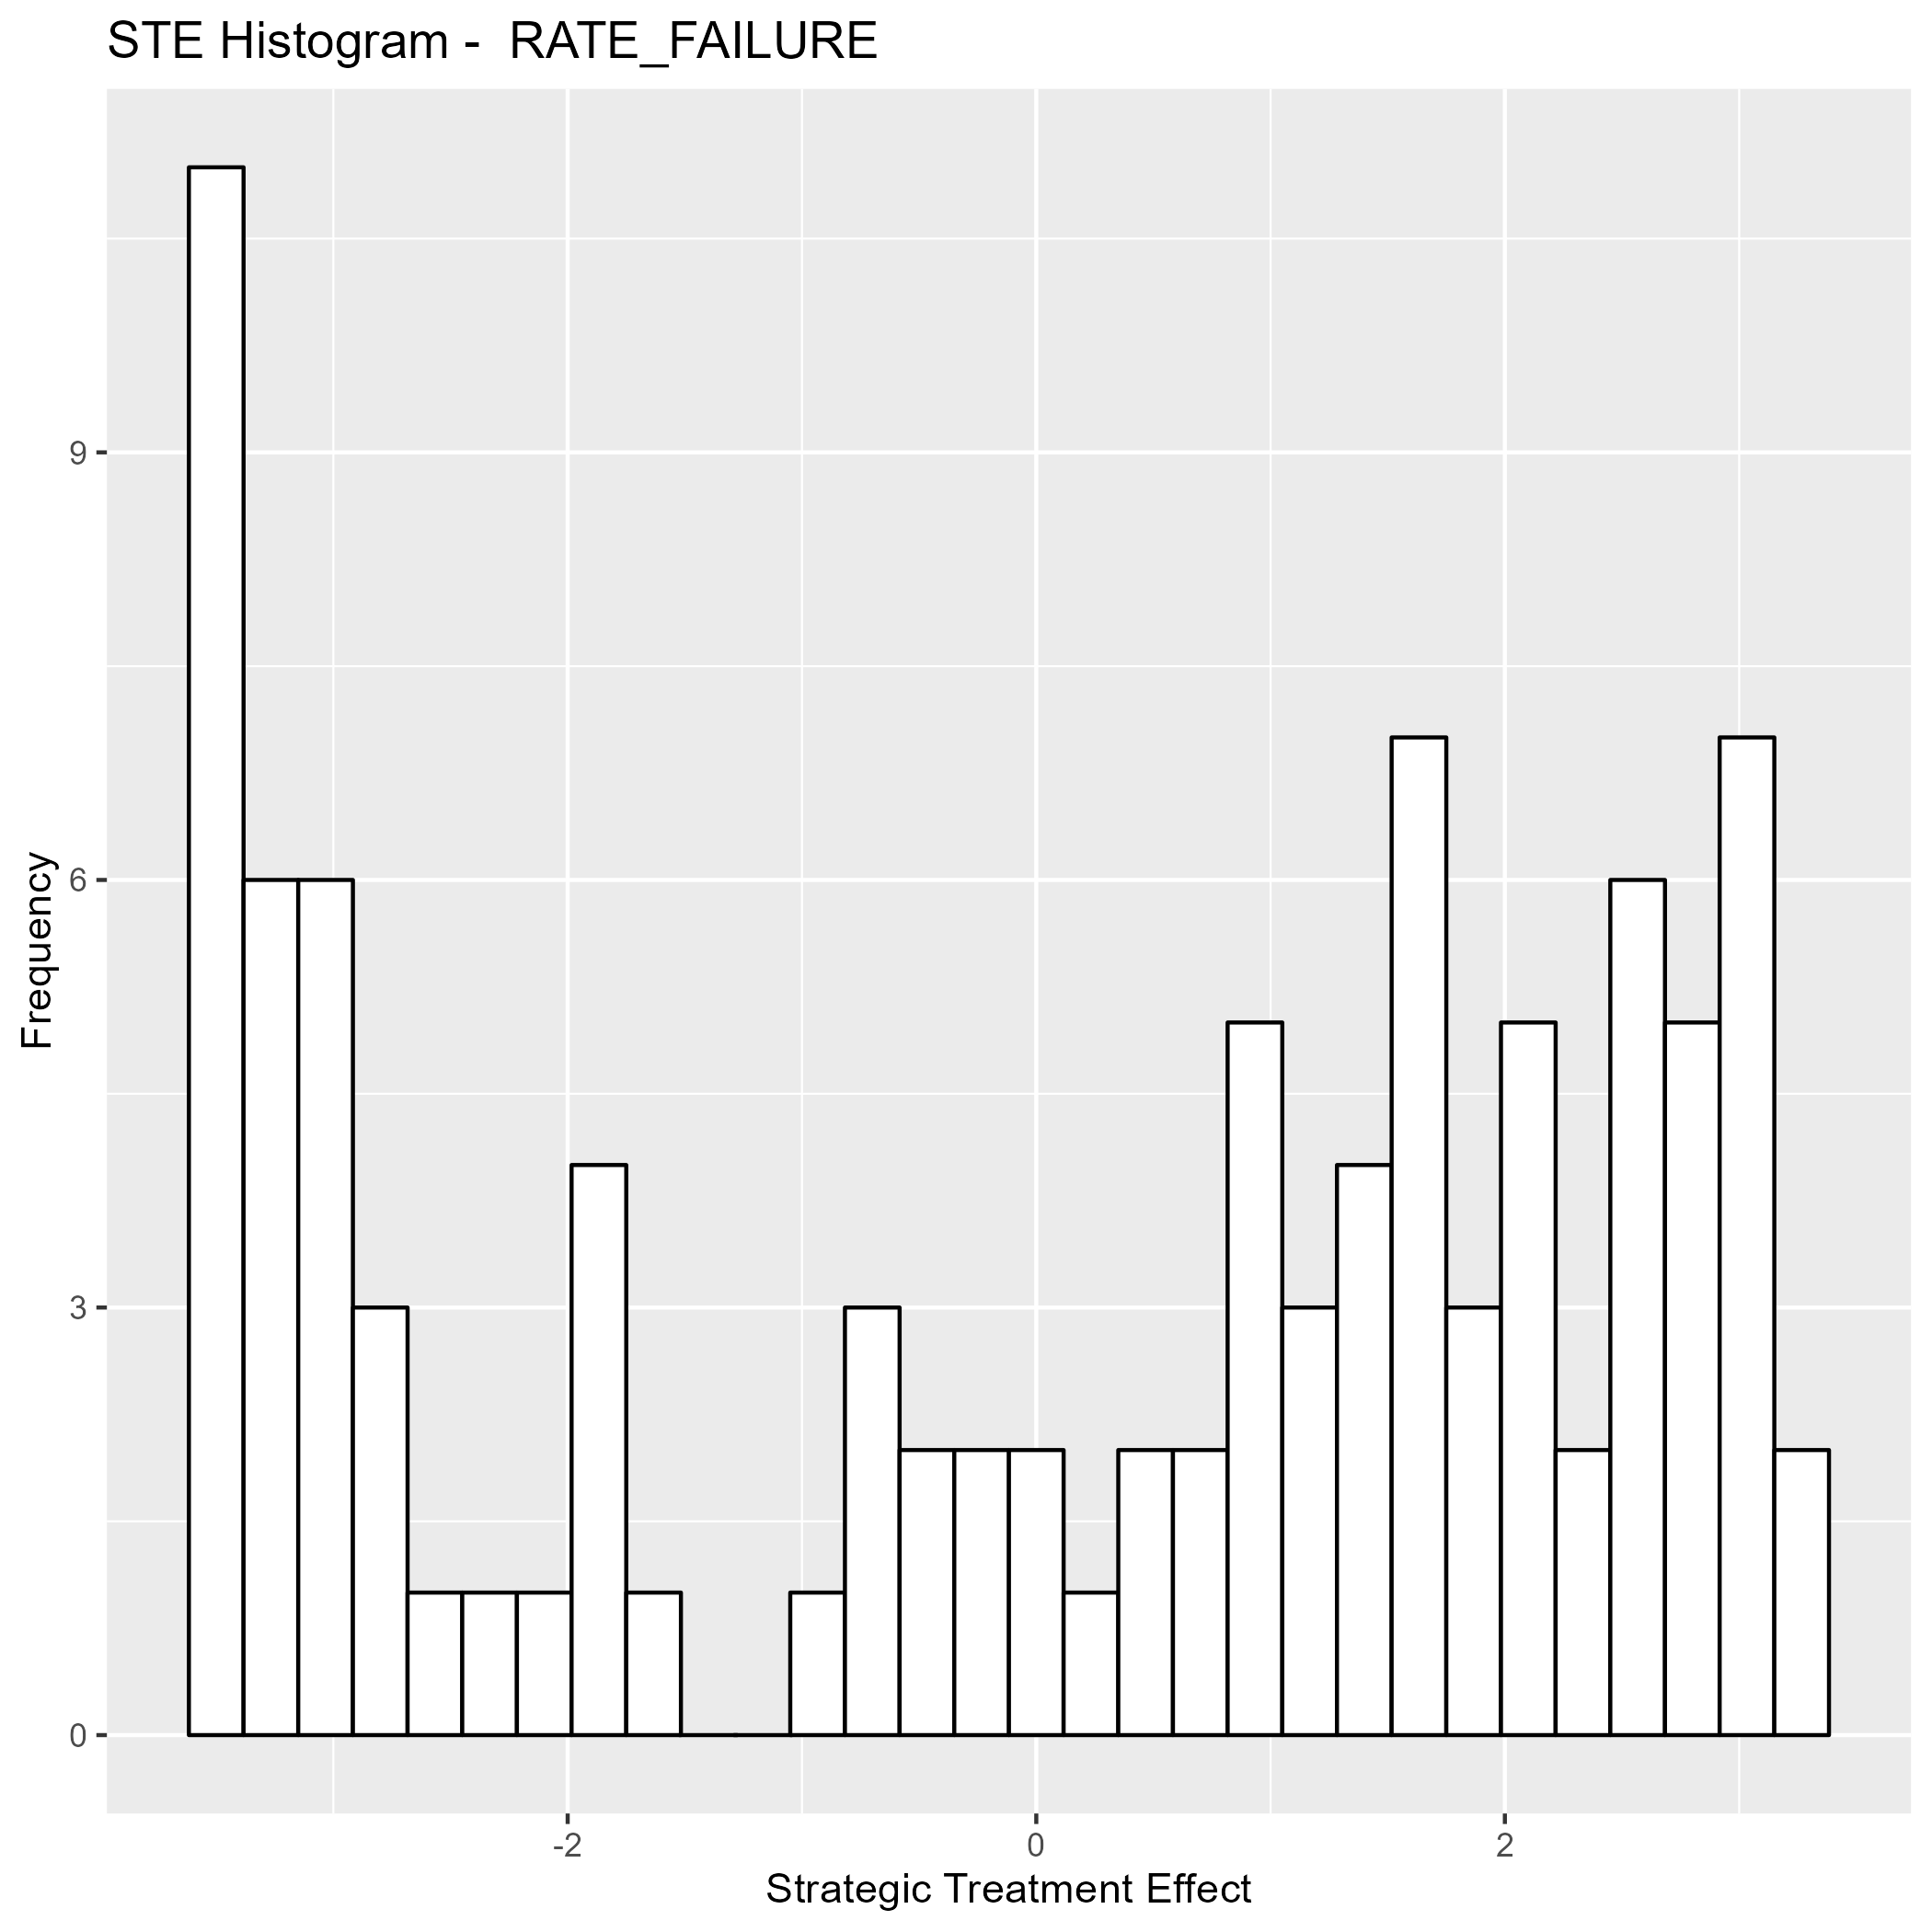 STE Histogram -  RATE_FAILURE
9
6
3
0
Frequency
-2
0
2
Strategic Treatment Effect